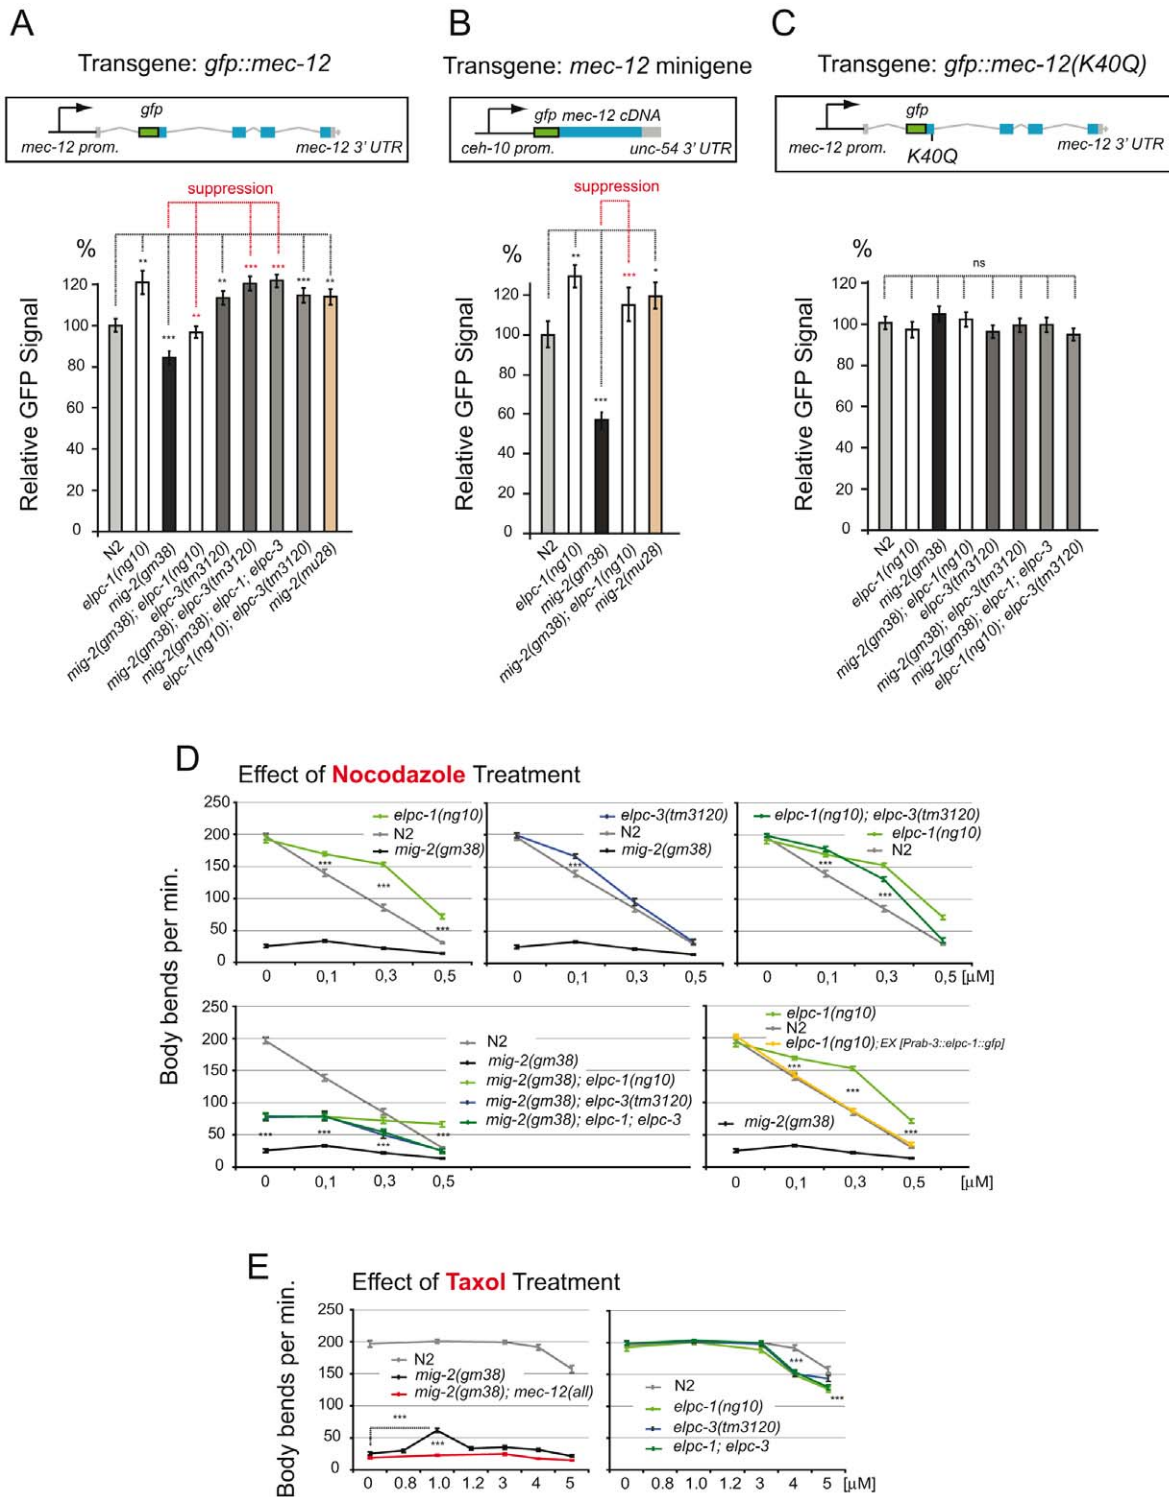 A
Transgene: gfp::mec-12
gfp
mec-12 prom.
mec-12 3' UTR
suppression
%
Relative GFP Signal
120
100
80
60
40
20
0
**
***
**
**
***
***
***
**
N2
elpc-1(ng10)
mig-2(gm38)
mig-2(gm38); elpc-1(ng10)
elpc-3(tm3120)
mig-2(gm38); elpc-3(tm3120)
mig-2(gm38); elpc-1; elpc-3
elpc-1(ng10); elpc-3(tm3120)
mig-2(mu28)
B
Transgene: mec-12 minigene
gfp mec-12 cDNA
ceh-10 prom.
unc-54 3' UTR
suppression
%
Relative GFP Signal
120
100
80
60
40
20
0
**
***
***
*
N2
elpc-1(ng10)
mig-2(gm38)
mig-2(gm38); elpc-1(ng10)
mig-2(mu28)
C
Transgene: gfp::mec-12(K40Q)
gfp
mec-12 prom.
K40Q
mec-12 3' UTR
%
ns
Relative GFP Signal
120
100
80
60
40
20
0
N2
elpc-1(ng10)
mig-2(gm38)
mig-2(gm38); elpc-1(ng10)
elpc-3(tm3120)
mig-2(gm38); elpc-3(tm3120)
mig-2(gm38); elpc-1; elpc-3
elpc-1(ng10); elpc-3(tm3120)
D
Effect of Nocodazole Treatment
Body bends per min.
250
200
150
100
50
0
elpc-1(ng10)
N2
mig-2(gm38)
***
***
***
0 0,1 0,3 0,5
elpc-3(tm3120)
N2
mig-2(gm38)
***
0 0,1 0,3 0,5
elpc-1(ng10); elpc-3(tm3120)
elpc-1(ng10)
N2
***
***
0 0,1 0,3 0,5 [µM]
250
200
150
100
50
0
N2
mig-2(gm38)
mig-2(gm38); elpc-1(ng10)
mig-2(gm38); elpc-3(tm3120)
mig-2(gm38); elpc-1; elpc-3
*** *** *** ***
0 0,1 0,3 0,5
elpc-1(ng10)
N2
elpc-1(ng10); EX [Prab-3::elpc-1::gfp]
***
***
***
mig-2(gm38)
0 0,1 0,3 0,5 [µM]
E
Effect of Taxol Treatment
Body bends per min.
250
200
150
100
50
0
N2
mig-2(gm38)
mig-2(gm38); mec-12(all)
***
***
0 0.8 1.0 1.2 3 4 5
***
***
N2
elpc-1(ng10)
elpc-3(tm3120)
elpc-1; elpc-3
0 0.8 1.0 1.2 3 4 5 [µM]